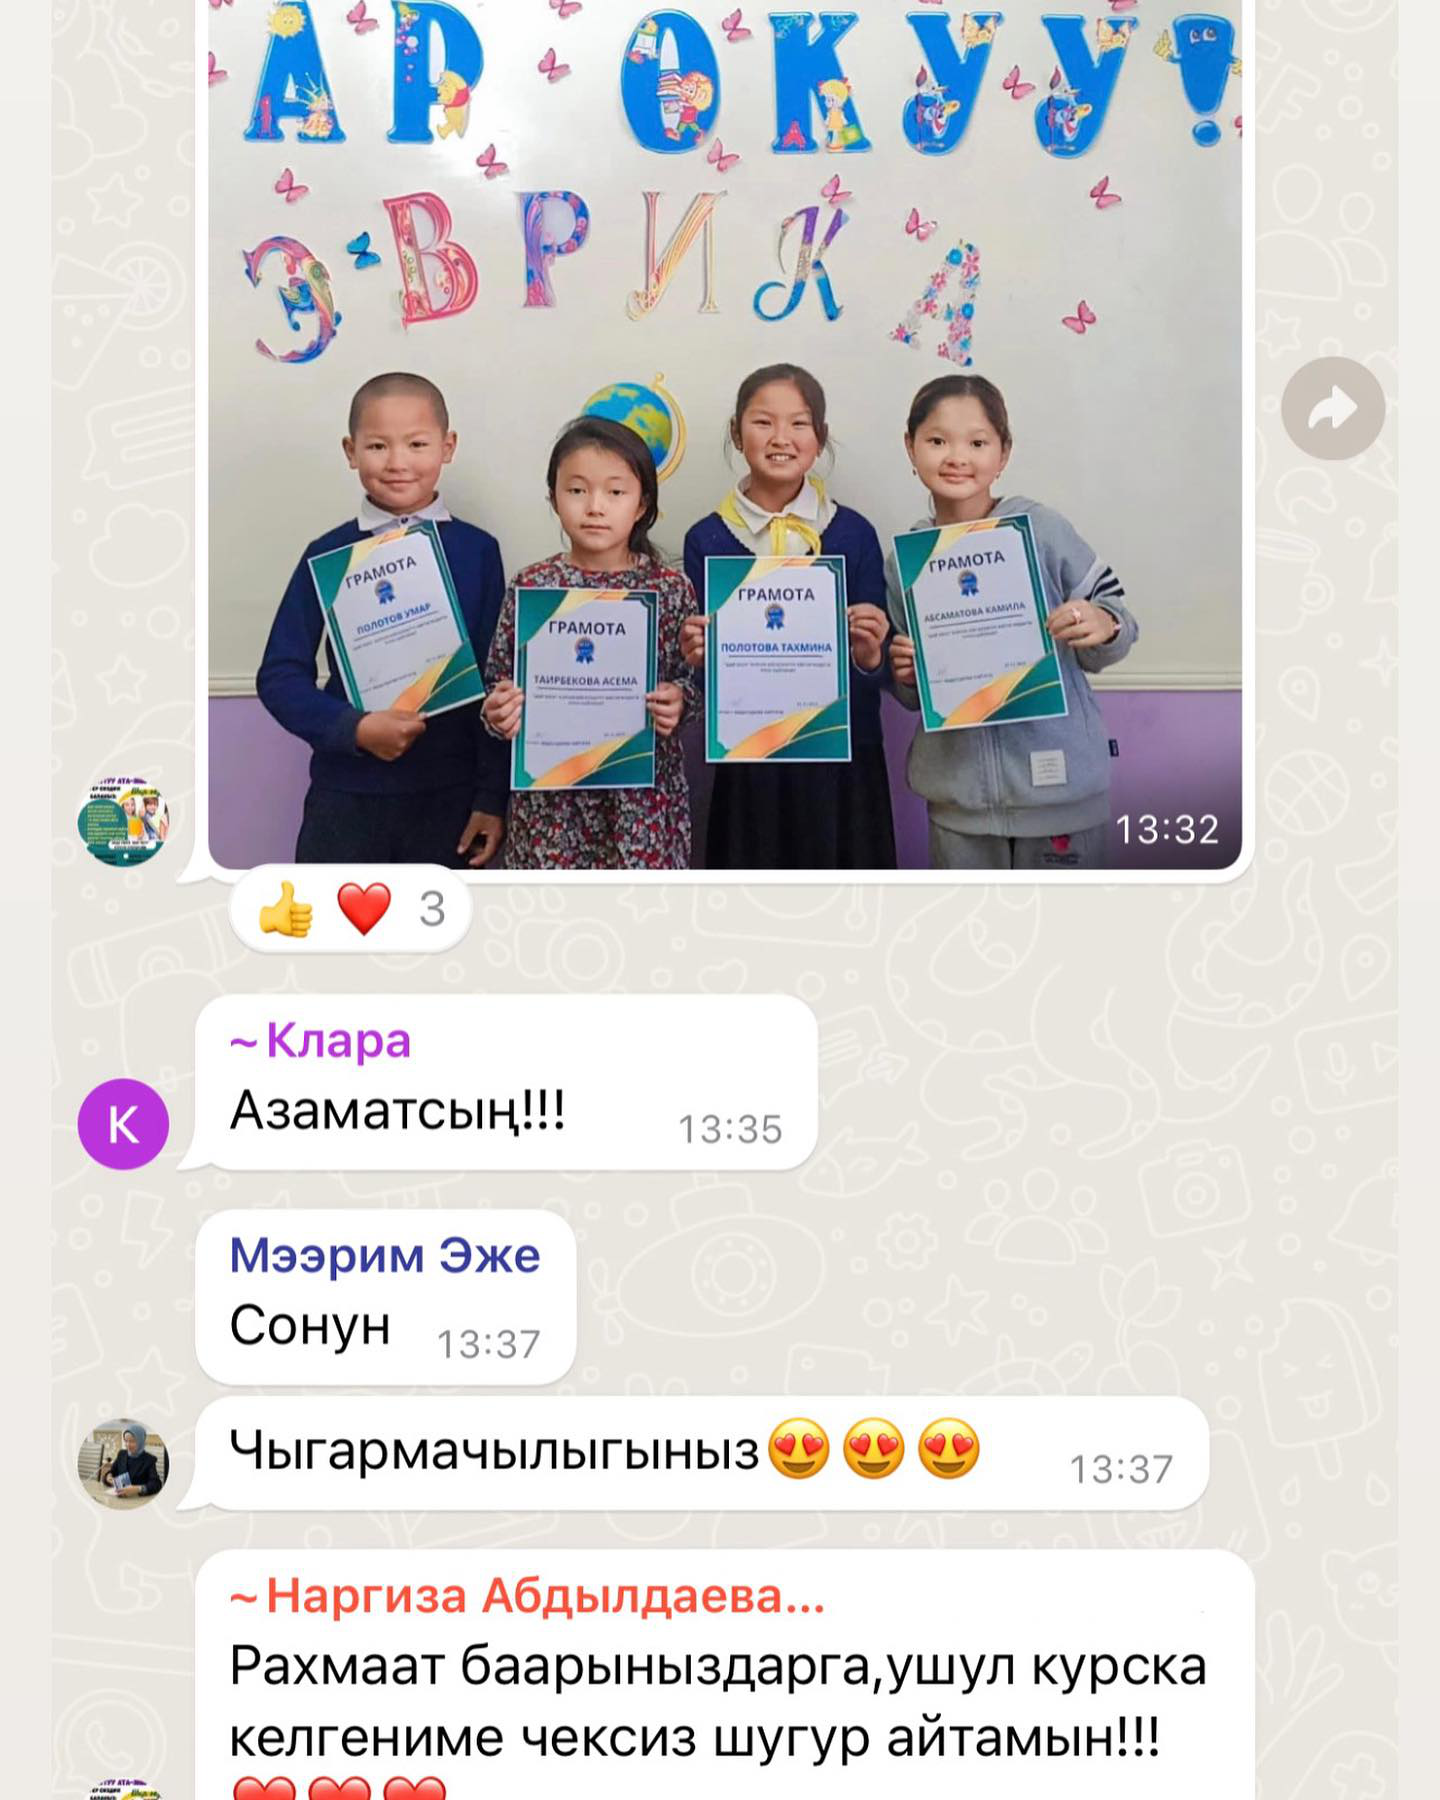 АР ОКУУ!
ЭВРИКА
ГРАМОТА
ПОЛОТОВ УМАР
ГРАМОТА
ТАИРБЕКОВА АСЕМА
ГРАМОТА
ПОЛОТОВА ТАХМИНА
ГРАМОТА
АБСАМАТОВА КАМИЛА
13:32
3
~Клара
К
Азаматсың!!!
13:35
Мээрим Эже
Сонун
13:37
Чыгармачылыгыныз😍😍😍
13:37
~Наргиза Абдылдаева...
Рахмаат баарыныздарга,ушул курска
келгениме чексиз шугур айтамын!!!
❤️❤️❤️